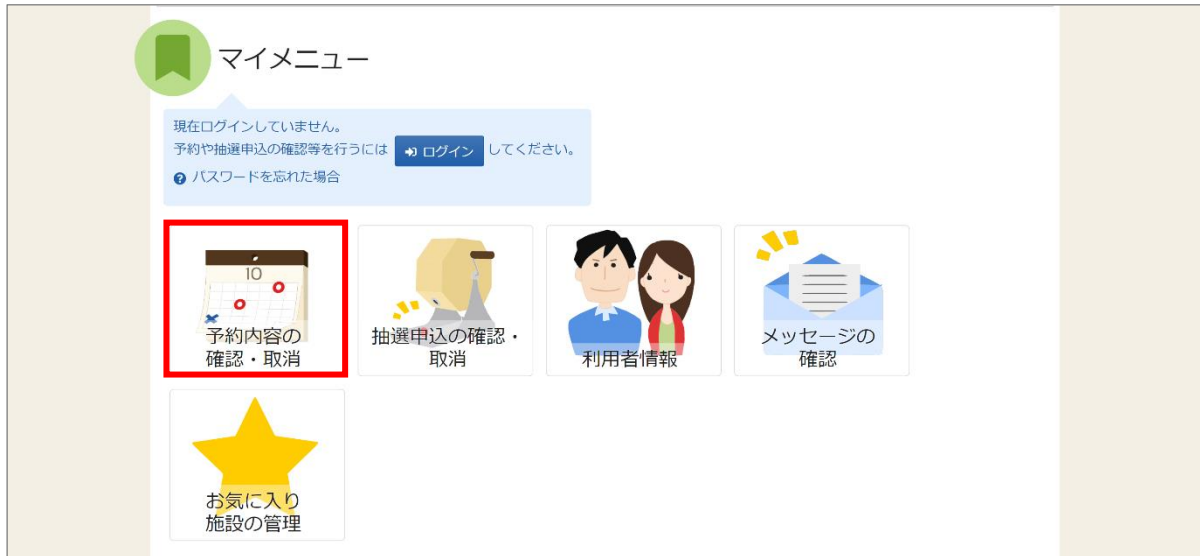 マイメニュー
現在ログインしていません。
予約や抽選申込の確認等を行うには ログイン してください。
パスワードを忘れた場合
10
予約内容の
確認・取消
抽選申込の確認・
取消
利用者情報
メッセージの
確認
お気に入り
施設の管理